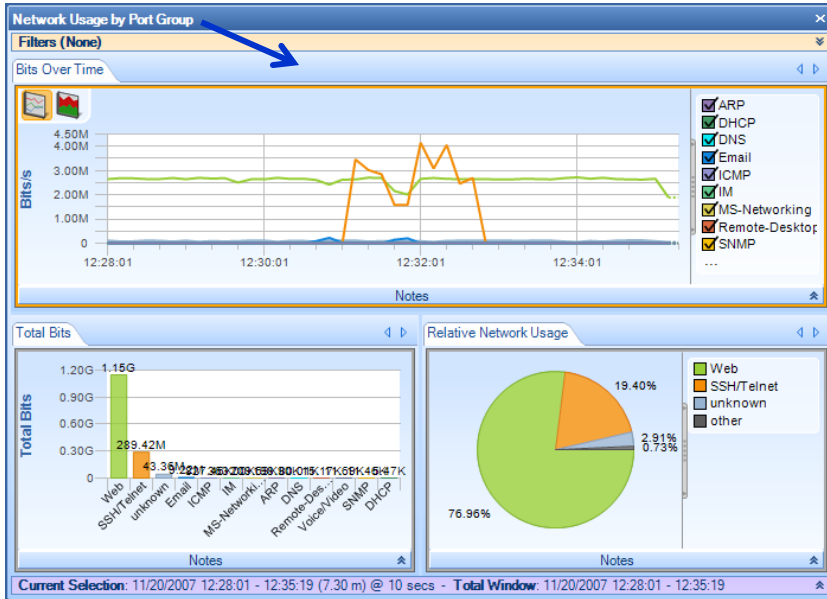 Network Usage by Port Group
Filters (None)
Bits Over Time
4.50M
4.00M
3.00M
2.00M
1.00M
0
Bits/s
12:28:01
12:30:01
12:32:01
12:34:01
ARP
DHCP
DNS
Email
ICMP
IM
MS-Networking
Remote-Desktop
SNMP
...
Notes
Total Bits
1.20G
0.90G
0.60G
0.30G
0
Total Bits
1.15G
289.42M
43.36M
Web
SSH/Telnet
unknown
Email
ICMP
IM
MS-Networki...
ARP
DNS
Remote-Des...
Voice/Video
SNMP
DHCP
Notes
Relative Network Usage
19.40%
2.91%
0.73%
76.96%
Web
SSH/Telnet
unknown
other
Notes
Current Selection: 11/20/2007 12:28:01 - 12:35:19 (7.30 m) @ 10 secs - Total Window: 11/20/2007 12:28:01 - 12:35:19